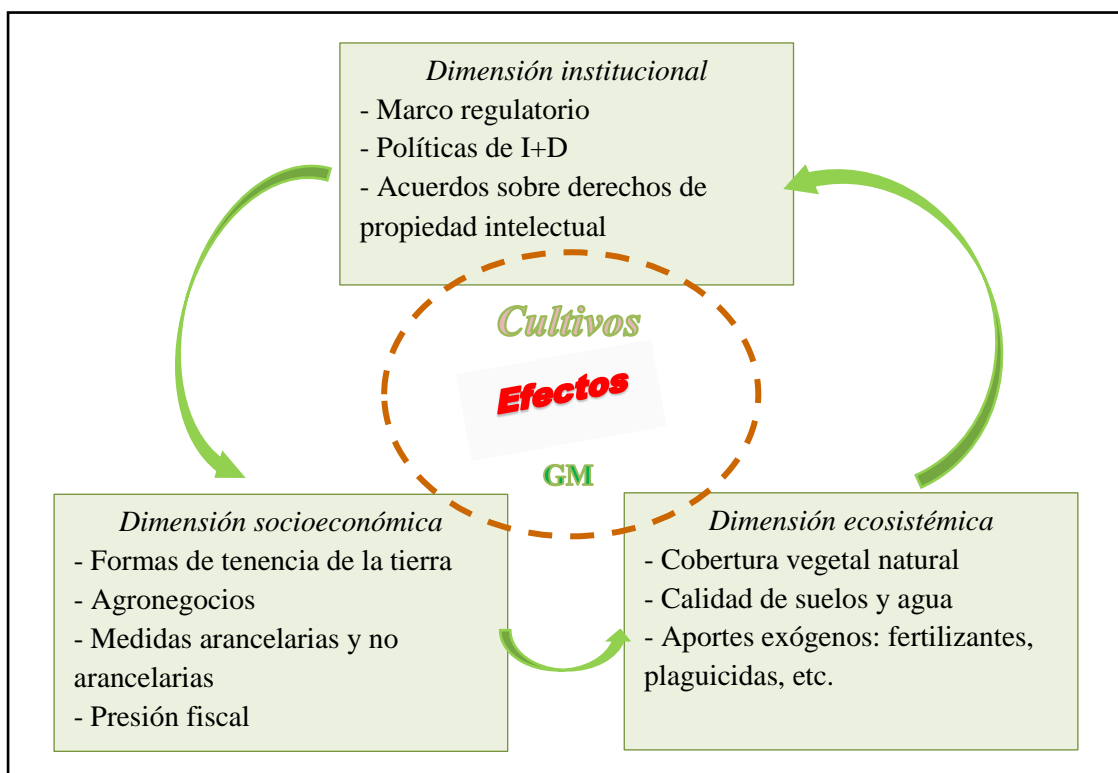 Dimensión institucional
- Marco regulatorio
- Políticas de I+D
- Acuerdos sobre derechos de
propiedad intelectual
Cultivos
Efectos
GM
Dimensión socioeconómica
- Formas de tenencia de la tierra
- Agronegocios
- Medidas arancelarias y no
arancelarias
- Presión fiscal
Dimensión ecosistémica
- Cobertura vegetal natural
- Calidad de suelos y agua
- Aportes exógenos: fertilizantes,
plaguicidas, etc.